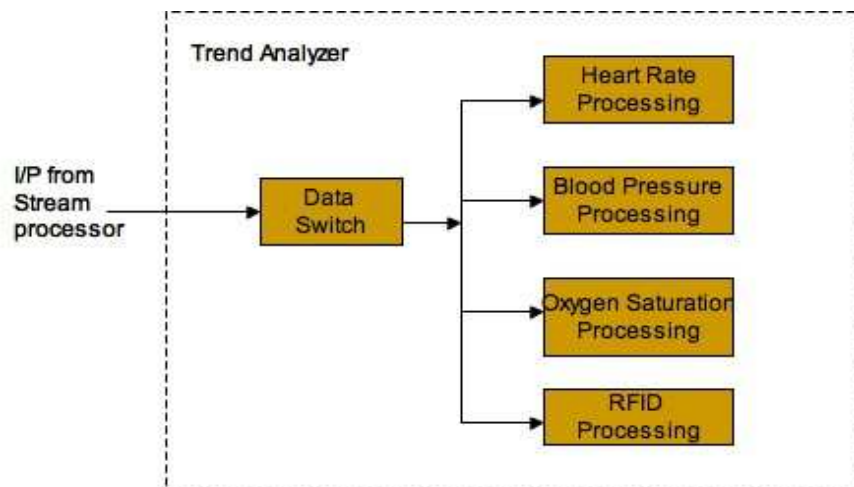 Trend Analyzer
I/P from
Stream
processor
Data
Switch
Heart Rate
Processing
Blood Pressure
Processing
Oxygen Saturation
Processing
RFID
Processing